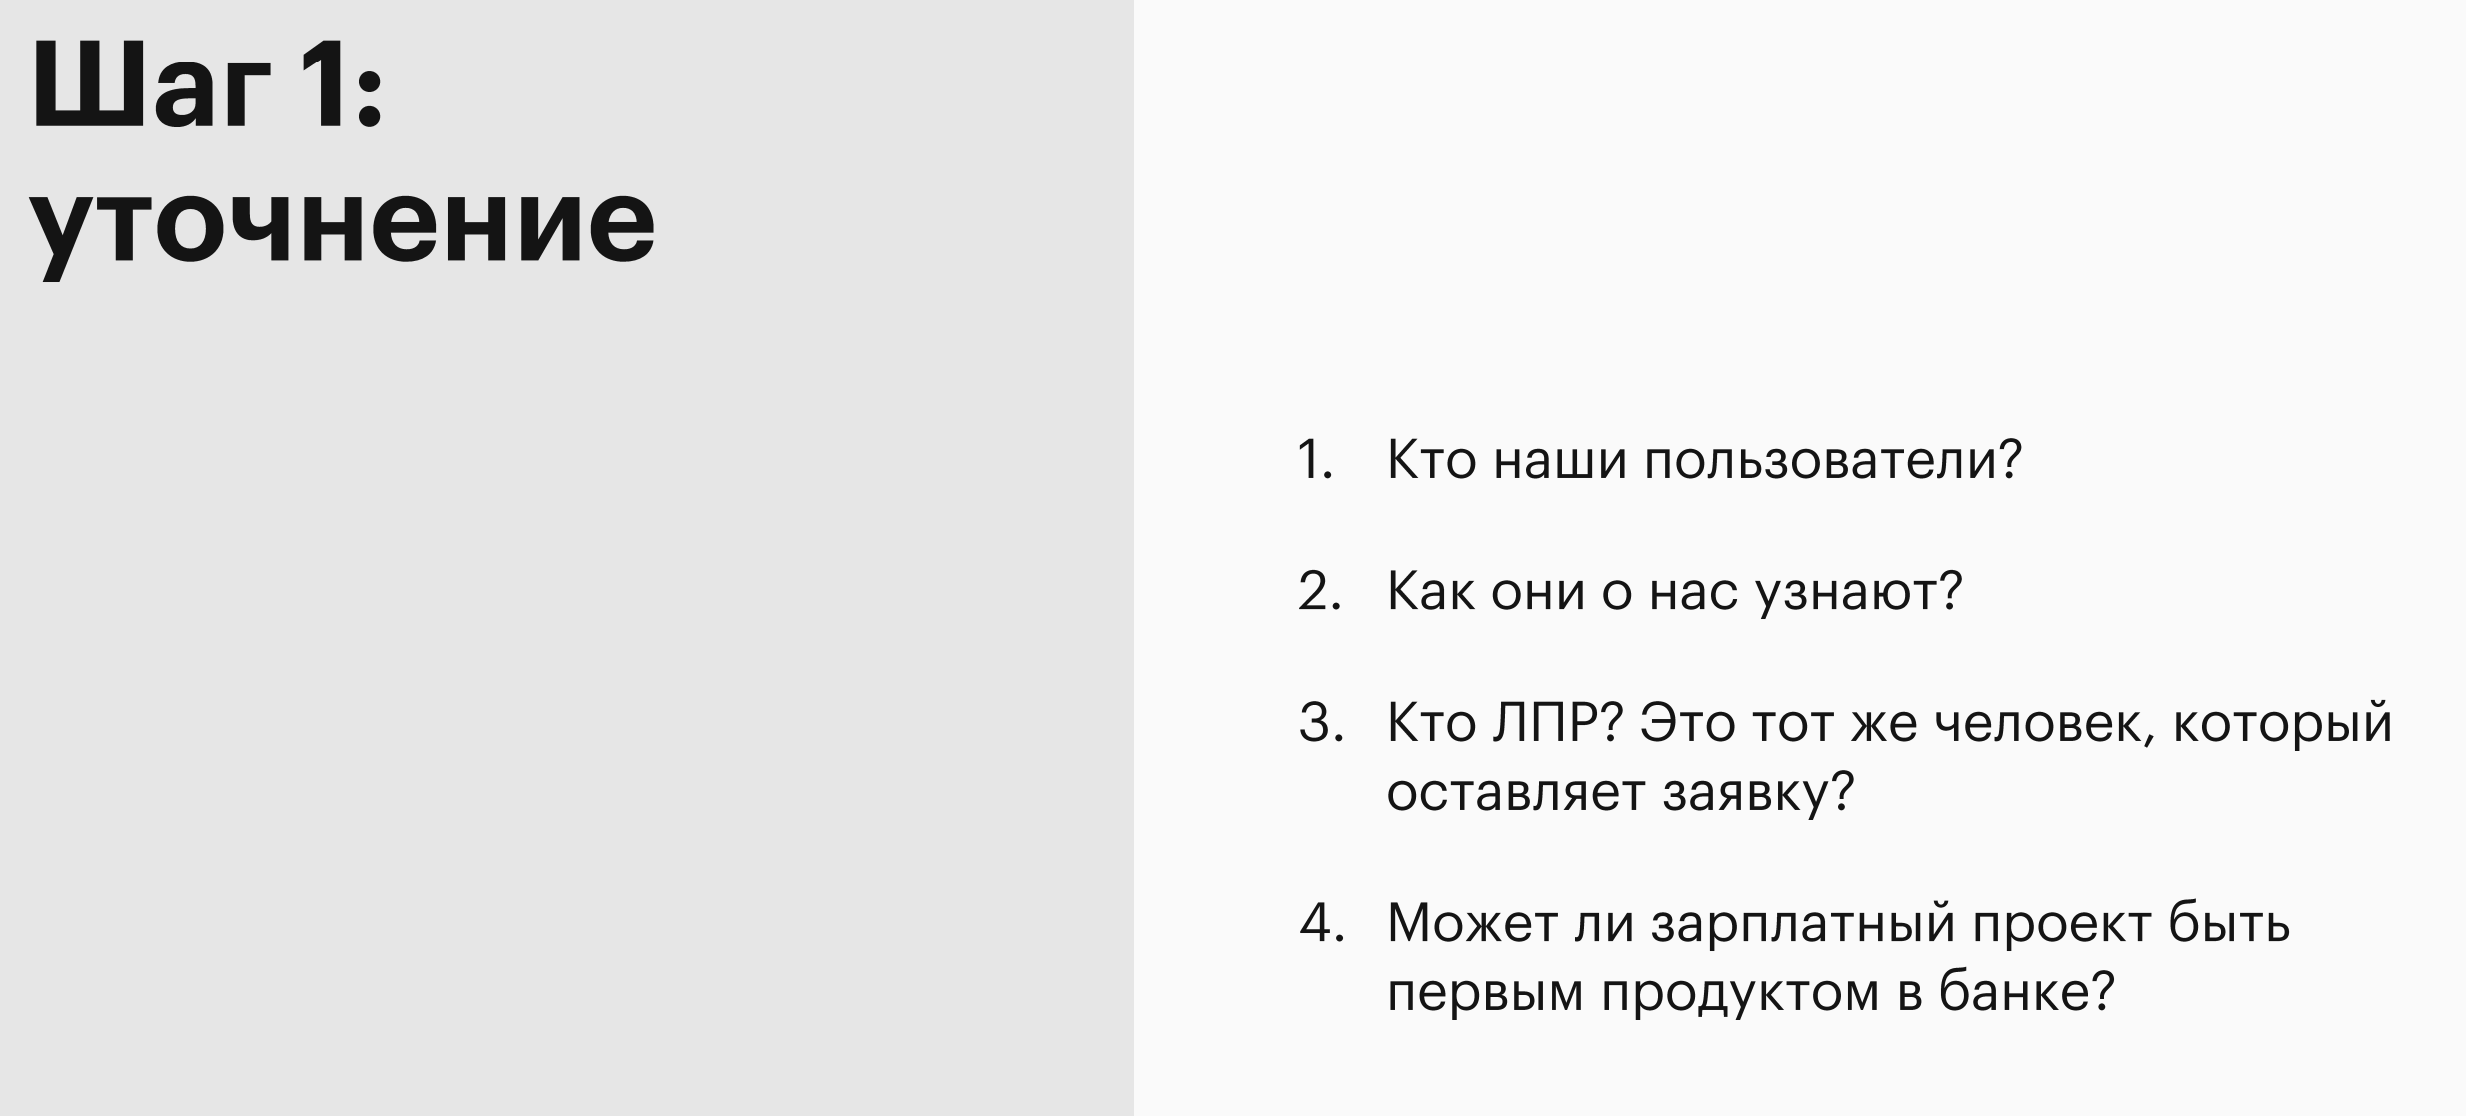 Шаг 1:
уточнение
1. Кто наши пользователи?
2. Как они о нас узнают?
3. Кто ЛПР? Это тот же человек, который
оставляет заявку?
4. Может ли зарплатный проект быть
первым продуктом в банке?